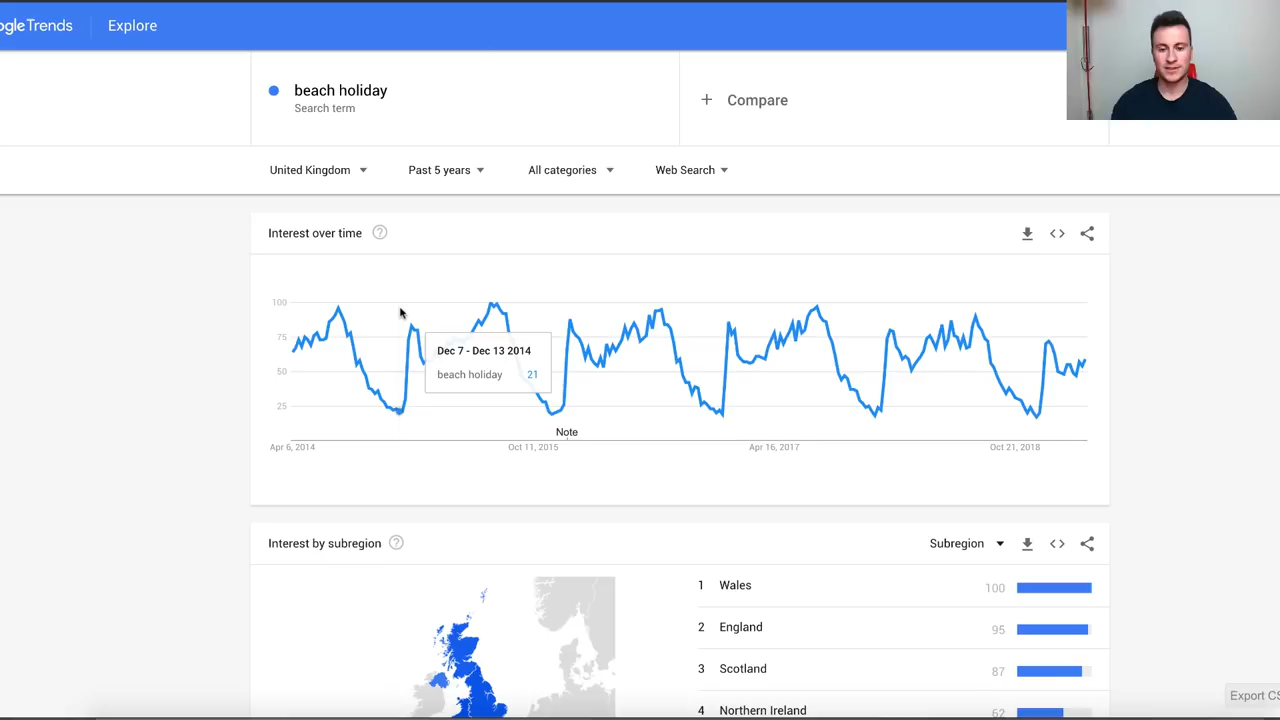 ogleTrends
Explore
beach holiday
Search term
+ Compare
United Kingdom
Past 5 years
All categories
Web Search
Interest over time
?
100
75
50
25
Dec 7 - Dec 13 2014
beach holiday 21
Note
Apr 6, 2014
Oct 11, 2015
Apr 16, 2017
Oct 21, 2018
Interest by subregion
?
Subregion
1 Wales 100
2 England 95
3 Scotland 87
4 Northern Ireland 62
Export CS